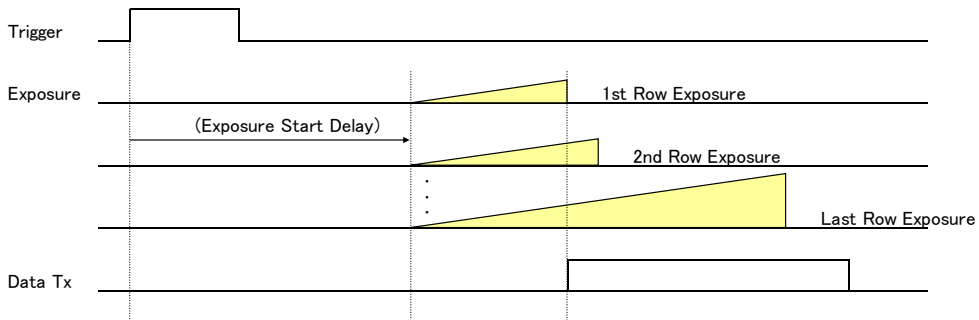 Trigger
Exposure
1st Row Exposure
(Exposure Start Delay)
2nd Row Exposure
Last Row Exposure
Data Tx